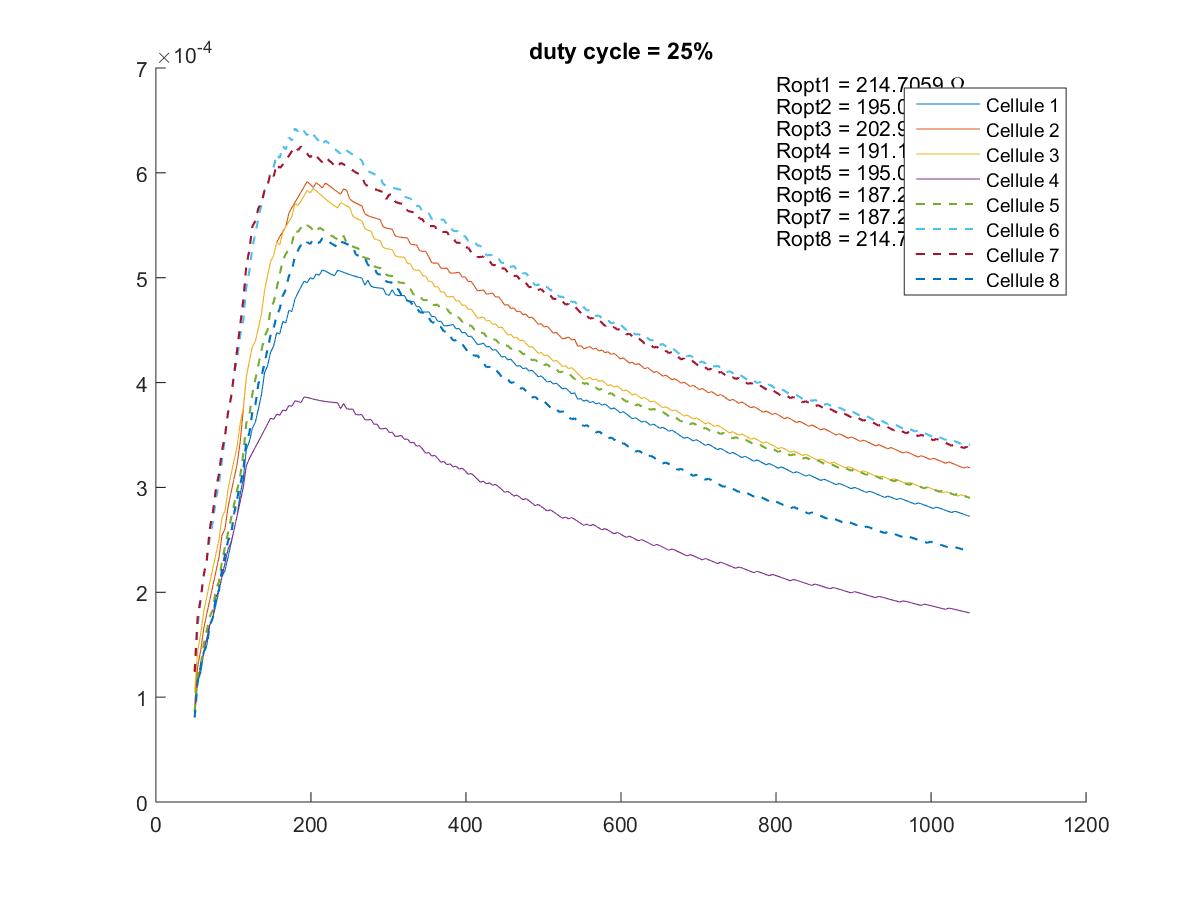 duty cycle = 25%
×10-4
7
6
5
4
3
2
1
0
0 200 400 600 800 1000 1200
Ropt1 = 214.7059 Ω
Ropt2 = 195.0
Ropt3 = 202.9
Ropt4 = 191.1
Ropt5 = 195.0
Ropt6 = 187.2
Ropt7 = 187.2
Ropt8 = 214.7
Cellule 1
Cellule 2
Cellule 3
Cellule 4
Cellule 5
Cellule 6
Cellule 7
Cellule 8